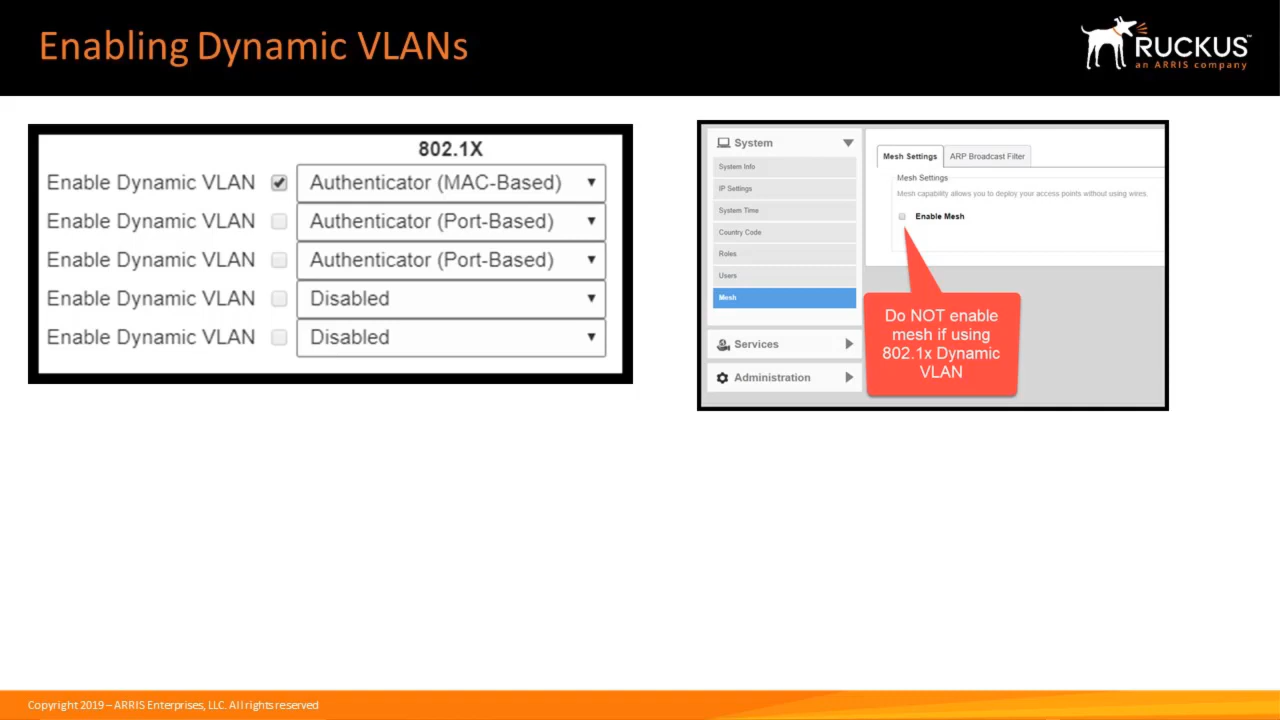 Enabling Dynamic VLANs
RUCKUS™
an ARRIS company
802.1X
Enable Dynamic VLAN Authenticator (MAC-Based)
Enable Dynamic VLAN Authenticator (Port-Based)
Enable Dynamic VLAN Authenticator (Port-Based)
Enable Dynamic VLAN Disabled
Enable Dynamic VLAN Disabled
System
System Info
IP Settings
System Time
Country Code
Roles
Users
Mesh
Services
Administration
Mesh Settings ARP Broadcast Filter
Mesh Settings
Mesh capability allows you to deploy your access points without using wires.
Enable Mesh
Do NOT enable
mesh if using
802.1x Dynamic
VLAN
Copyright 2019 – ARRIS Enterprises, LLC. All rights reserved